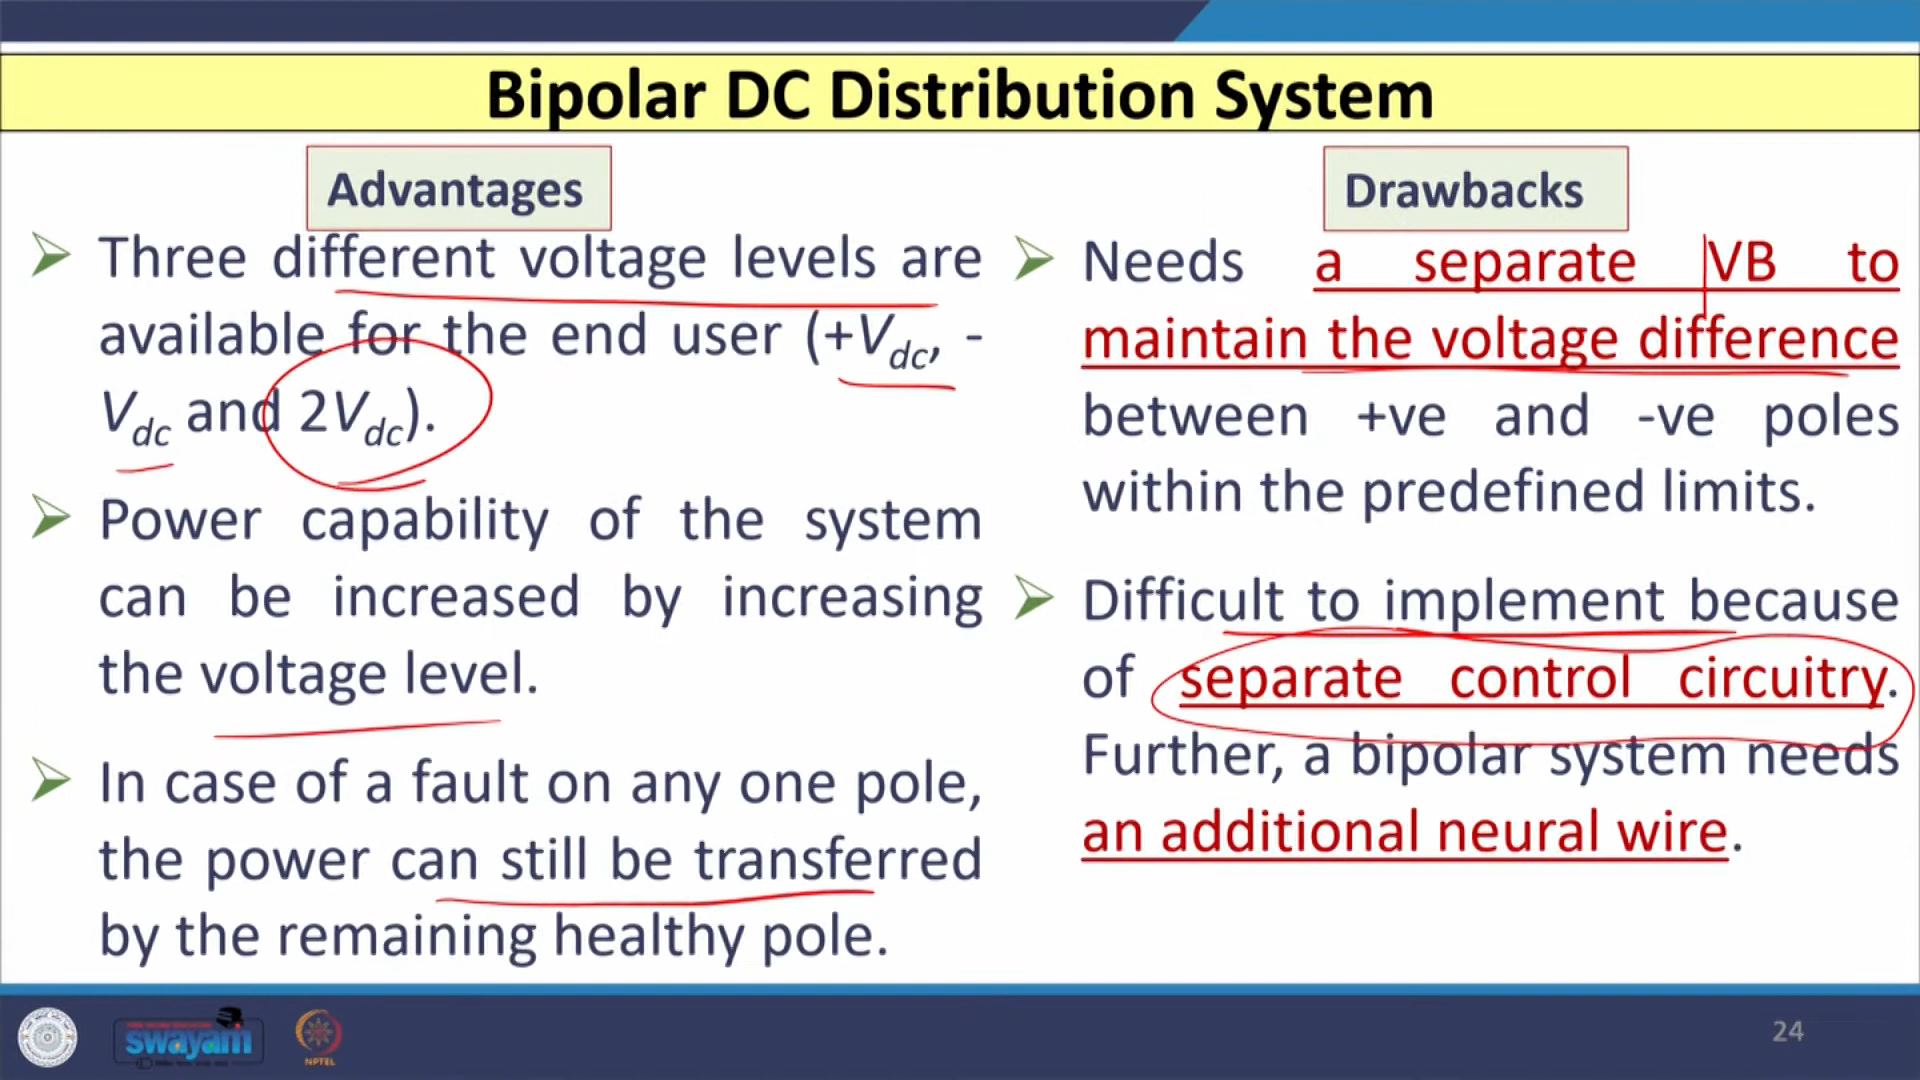 Bipolar DC Distribution System
Advantages
Three different voltage levels are
available for the end user (+Vdc, -
Vdc and 2Vdc).
Power capability of the system
can be increased by increasing
the voltage level.
In case of a fault on any one pole,
the power can still be transferred
by the remaining healthy pole.
Drawbacks
Needs a separate VB to
maintain the voltage difference
between +ve and -ve poles
within the predefined limits.
Difficult to implement because
of separate control circuitry.
Further, a bipolar system needs
an additional neural wire.
swayam
NPTEL
24